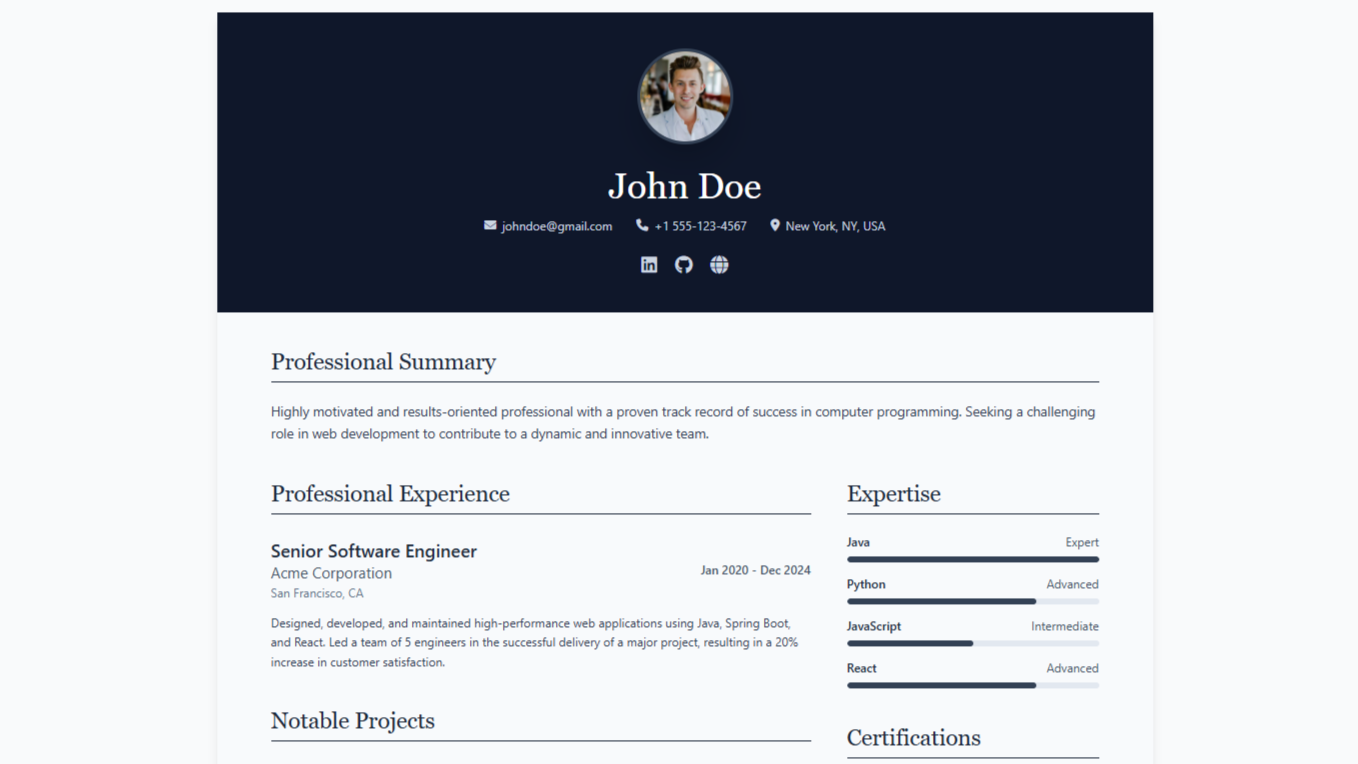 John Doe
johndoe@gmail.com +1 555-123-4567 New York, NY, USA
Professional Summary
Highly motivated and results-oriented professional with a proven track record of success in computer programming. Seeking a challenging
role in web development to contribute to a dynamic and innovative team.
Professional Experience
Senior Software Engineer
Acme Corporation
San Francisco, CA
Jan 2020 - Dec 2024
Designed, developed, and maintained high-performance web applications using Java, Spring Boot,
and React. Led a team of 5 engineers in the successful delivery of a major project, resulting in a 20%
increase in customer satisfaction.
Notable Projects
Expertise
Java Expert
Python Advanced
JavaScript Intermediate
React Advanced
Certifications